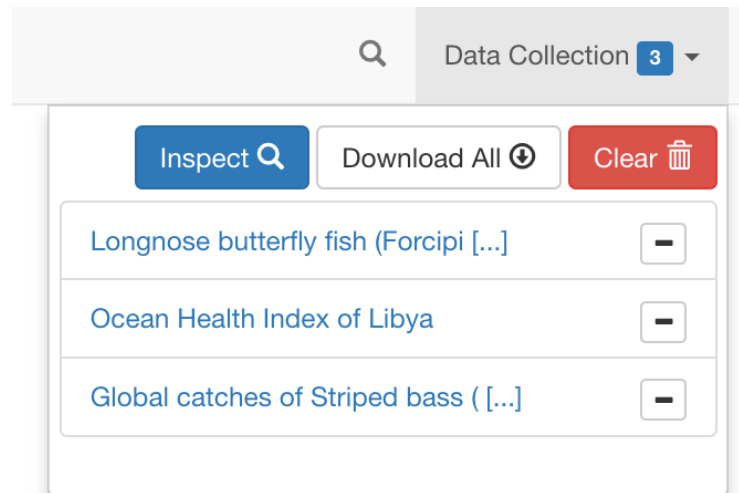 Data Collection 3
Inspect Download All Clear
Longnose butterfly fish (Forcipi [...]
Ocean Health Index of Libya
Global catches of Striped bass ( [...]